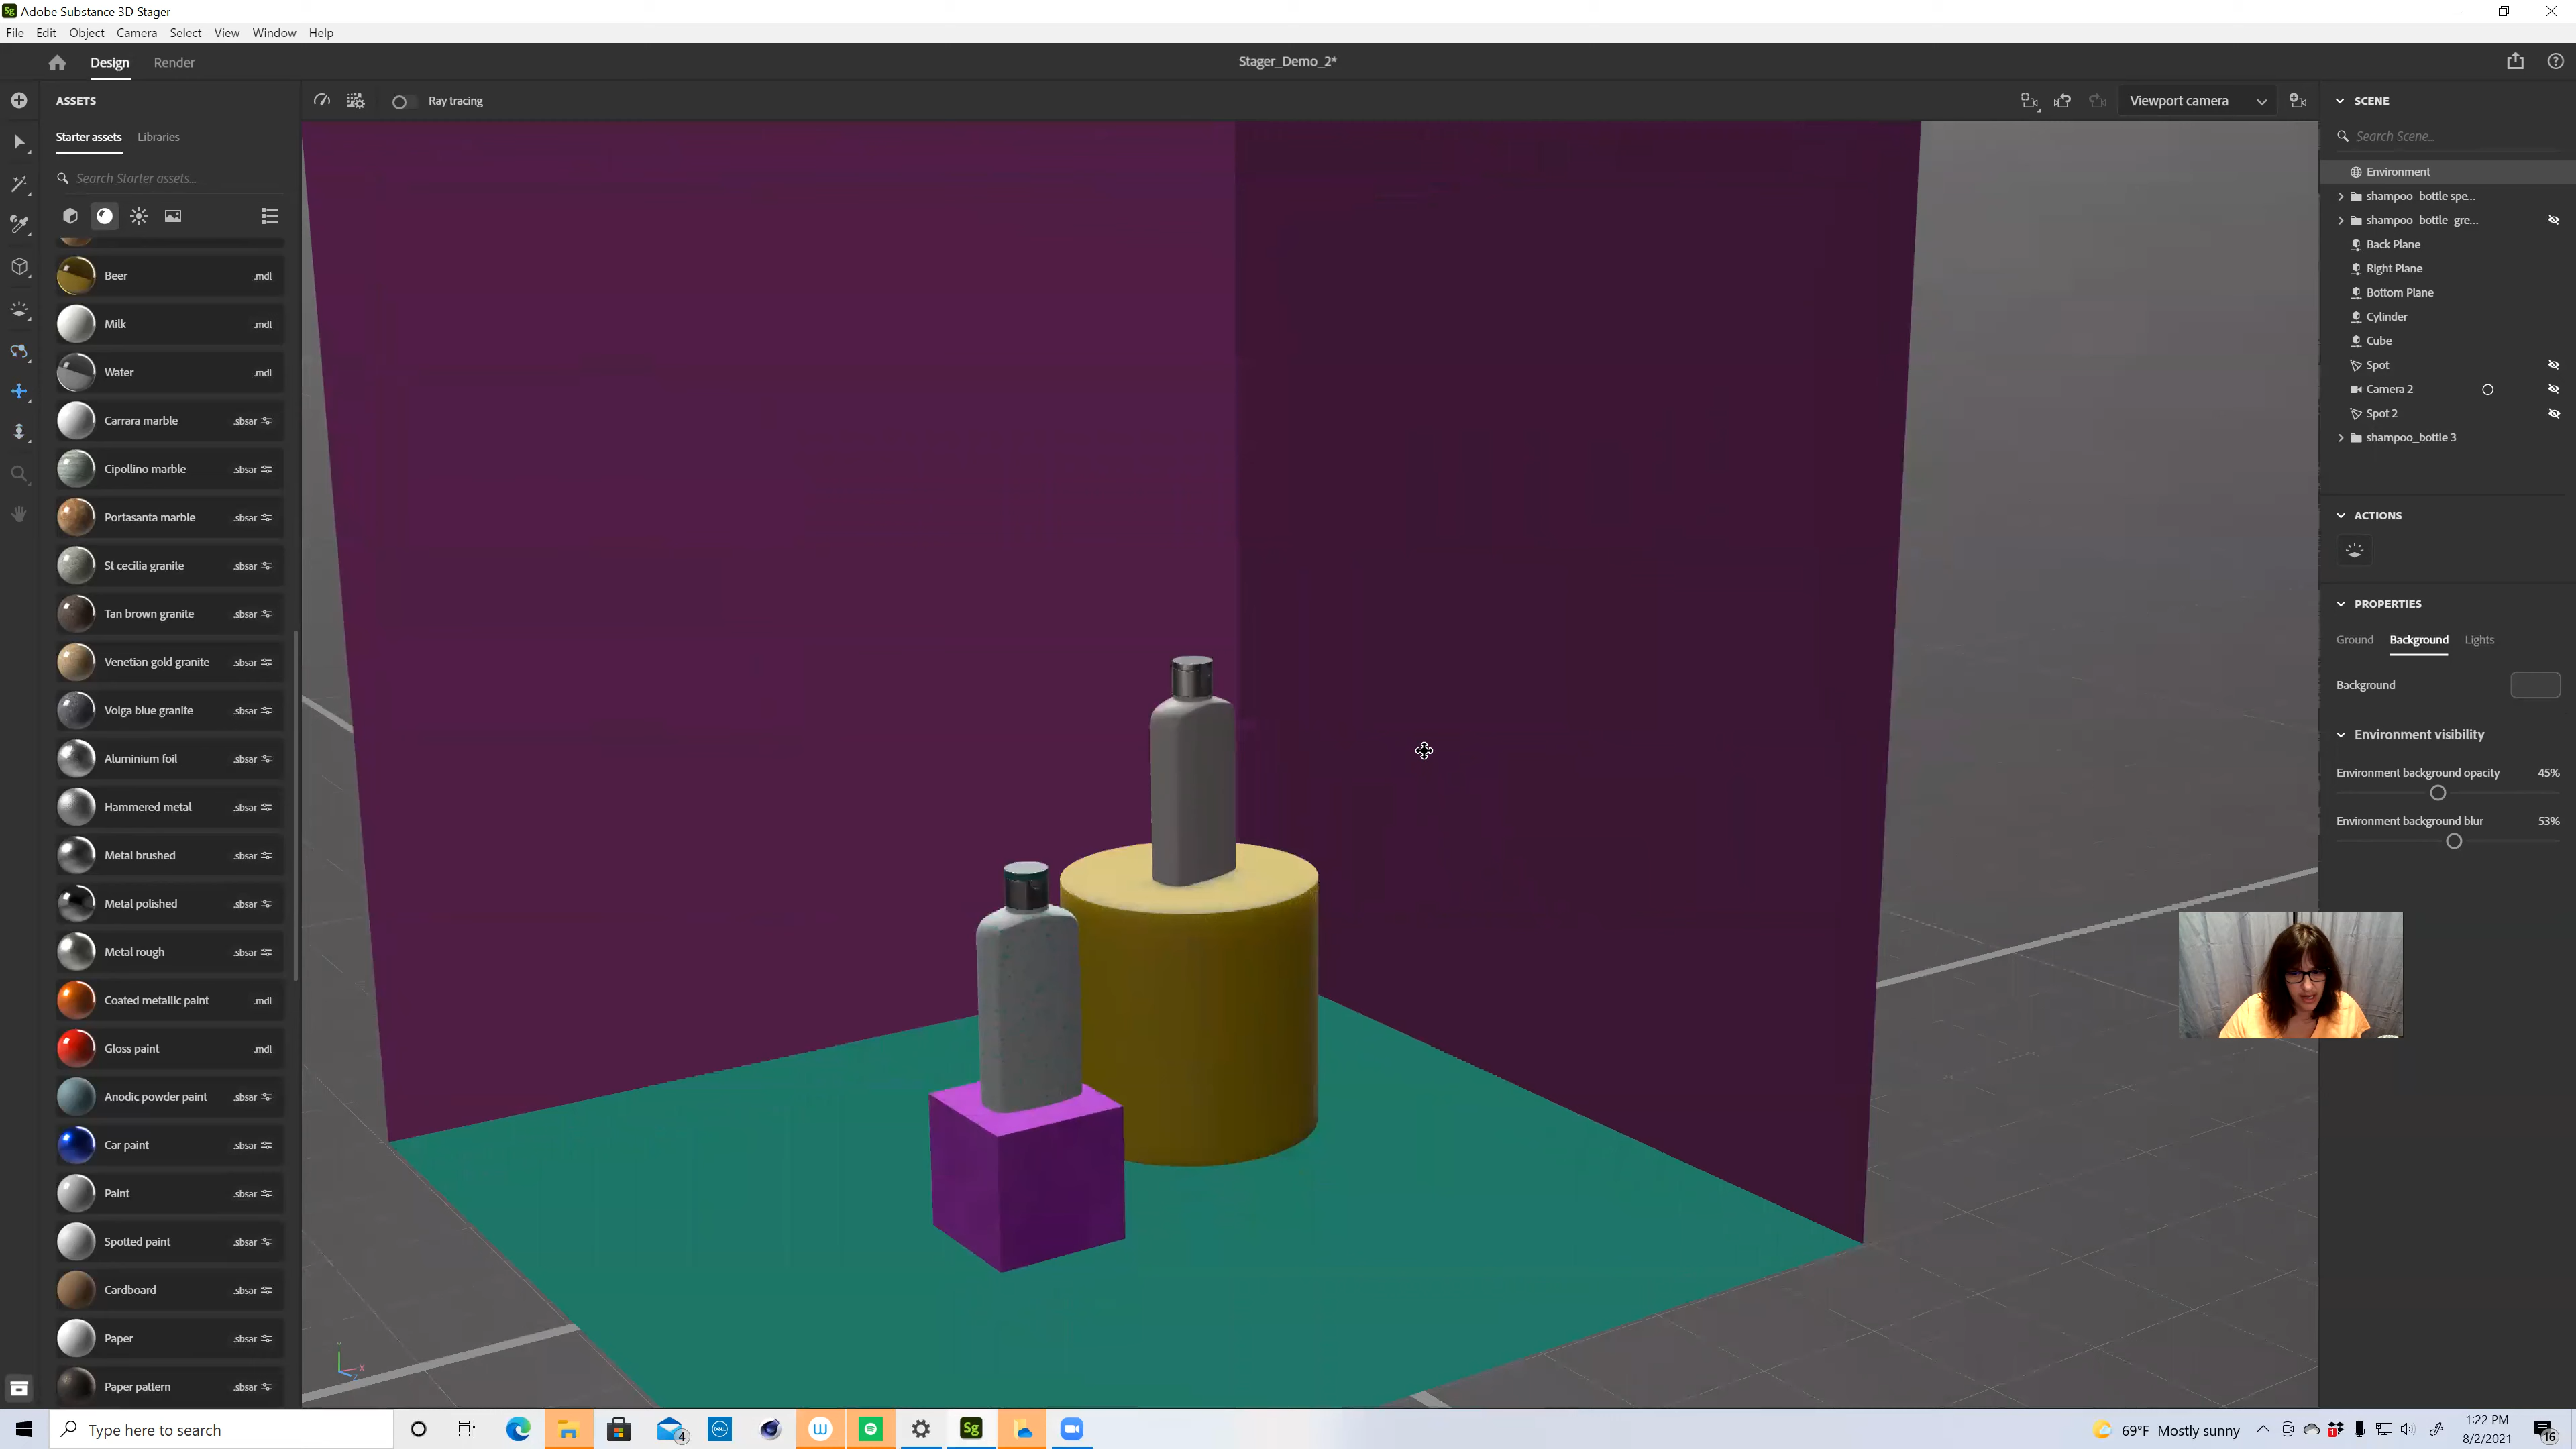 Sg Adobe Substance 3D Stager
File Edit Object Camera Select View Window Help
Design Render Stager_Demo_2*
ASSETS
Starter assets Libraries
Search Starter assets...
Beer .mdl
Milk .mdl
Water .mdl
Carrara marble .sbsar
Cipollino marble .sbsar
Portasanta marble .sbsar
St cecilia granite .sbsar
Tan brown granite .sbsar
Venetian gold granite .sbsar
Volga blue granite .sbsar
Aluminium foil .sbsar
Hammered metal .sbsar
Metal brushed .sbsar
Metal polished .sbsar
Metal rough .sbsar
Coated metallic paint .mdl
Gloss paint .mdl
Anodic powder paint .sbsar
Car paint .sbsar
Paint .sbsar
Spotted paint .sbsar
Cardboard .sbsar
Paper .sbsar
Paper pattern .sbsar
Ray tracing
Viewport camera
Y
X
Z
SCENE
Search Scene...
Environment
shampoo_bottle spe...
shampoo_bottle_gre...
Back Plane
Right Plane
Bottom Plane
Cylinder
Cube
Spot
Camera 2
Spot 2
shampoo_bottle 3
ACTIONS
PROPERTIES
Ground Background Lights
Background
Environment visibility
Environment background opacity 45%
Environment background blur 53%
Type here to search
4
DELL
W
Sg
69°F Mostly sunny
1
1:22 PM
8/2/2021
16